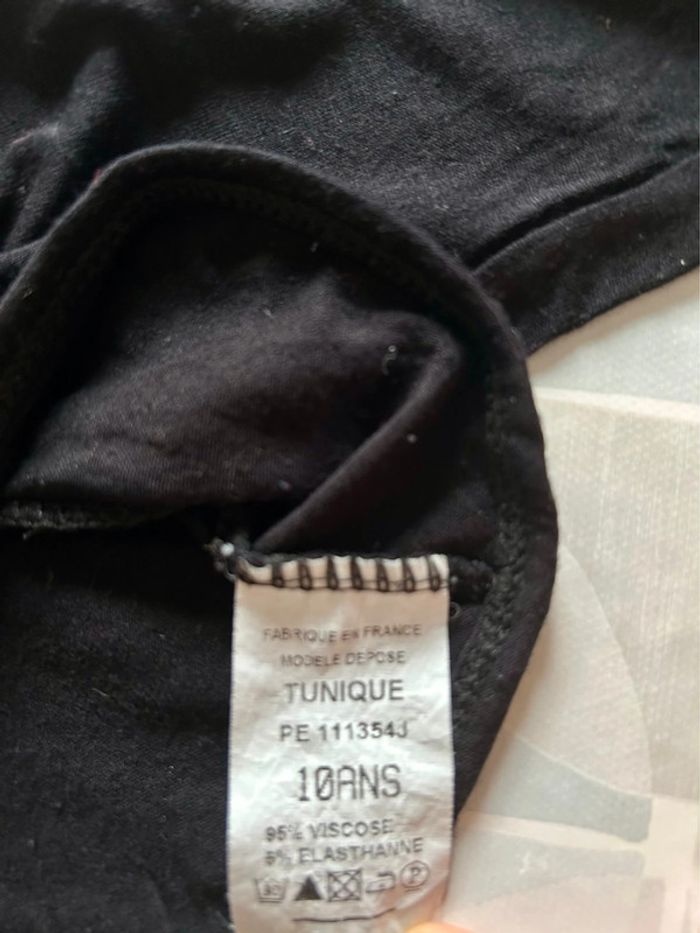 FABRIQUE EN FRANCE
MODELE DEPOSE
TUNIQUE
PE 111354J
10ANS
95% VISCOSE
5% ELASTHANNE